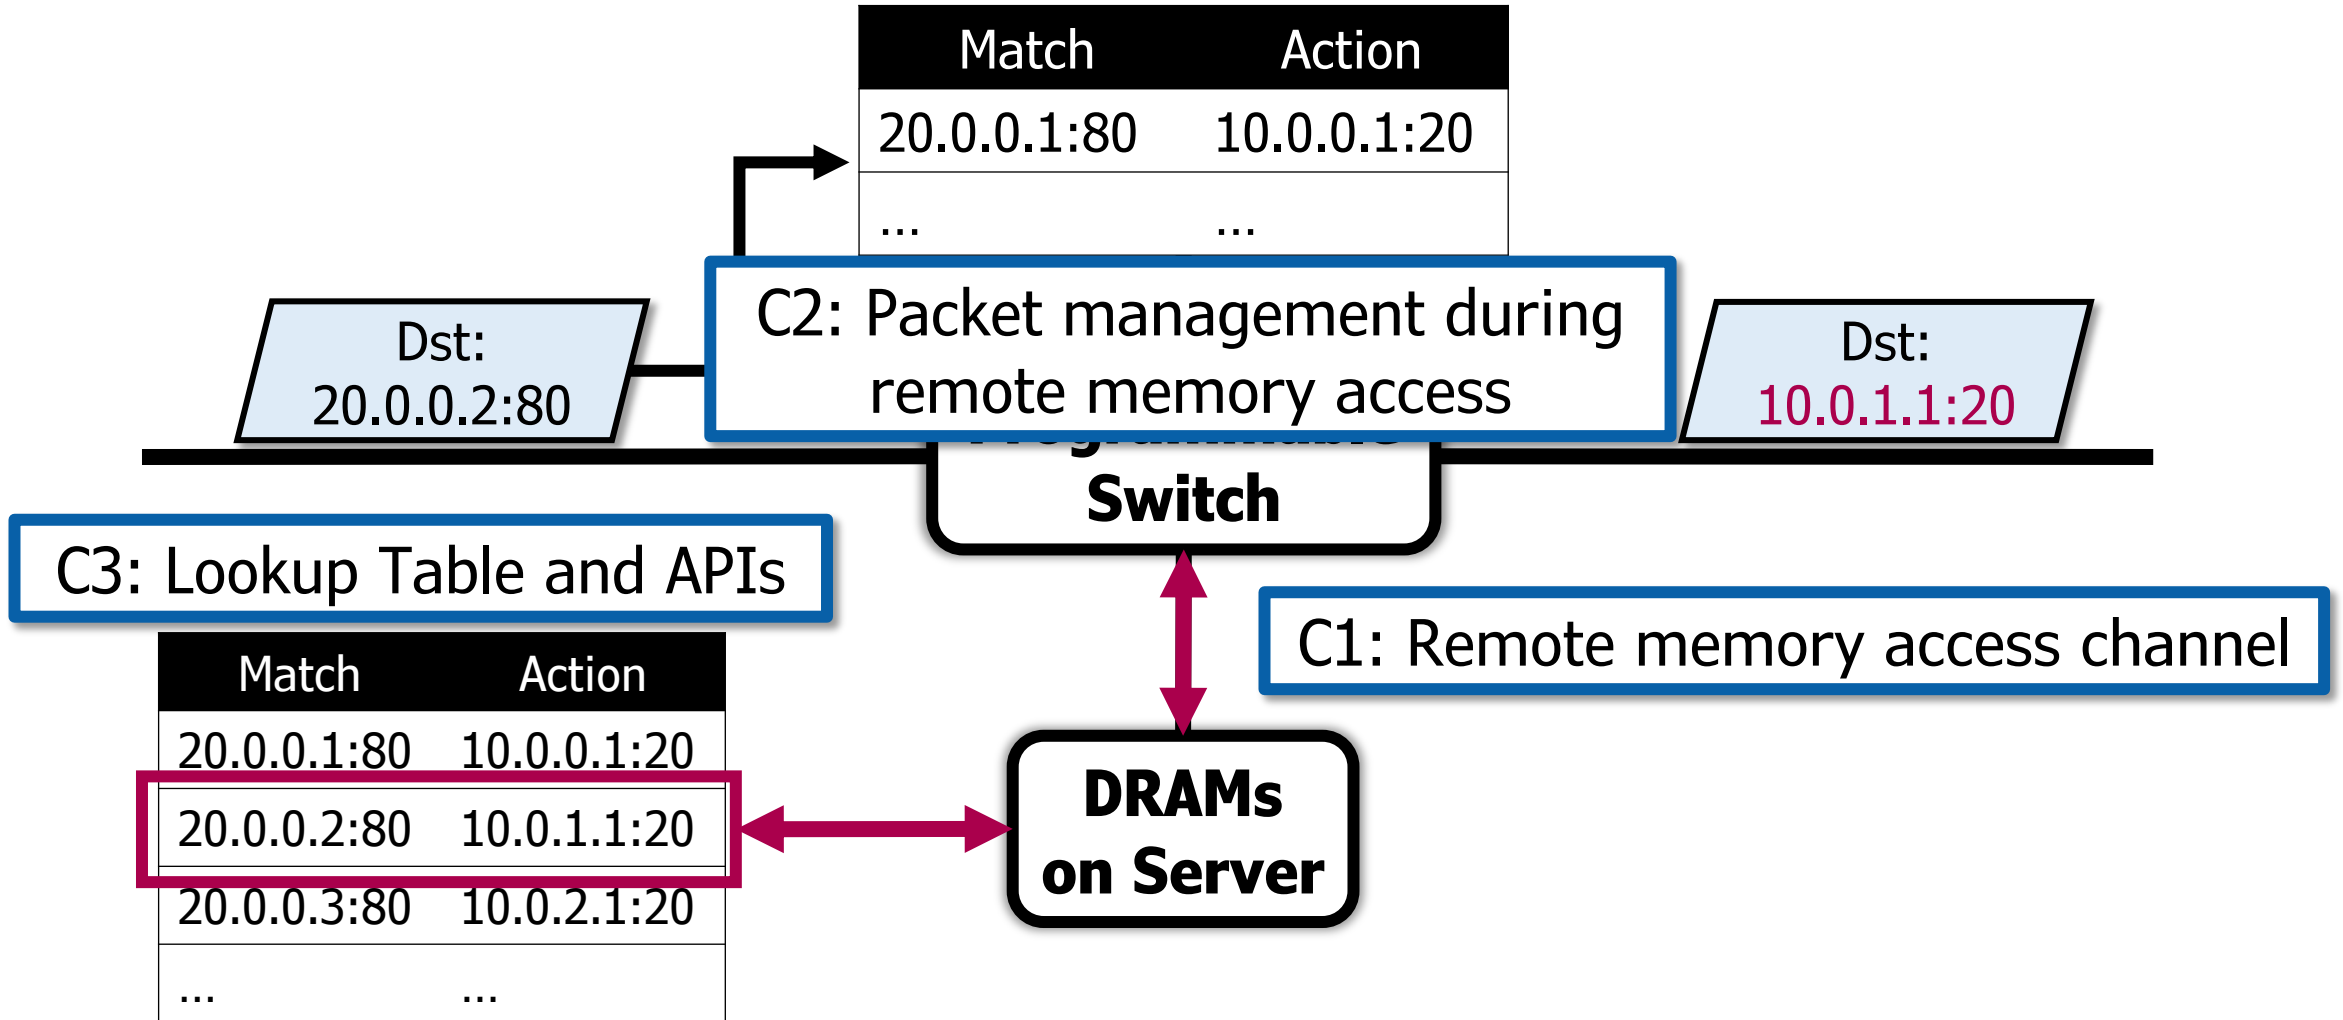 Match Action
20.0.0.1:80 10.0.0.1:20
... ...
C2: Packet management during
remote memory access
Dst:
20.0.0.2:80
Dst:
10.0.1.1:20
Switch
C3: Lookup Table and APIs
C1: Remote memory access channel
Match Action
20.0.0.1:80 10.0.0.1:20
20.0.0.2:80 10.0.1.1:20
20.0.0.3:80 10.0.2.1:20
... ...
DRAMs
on Server